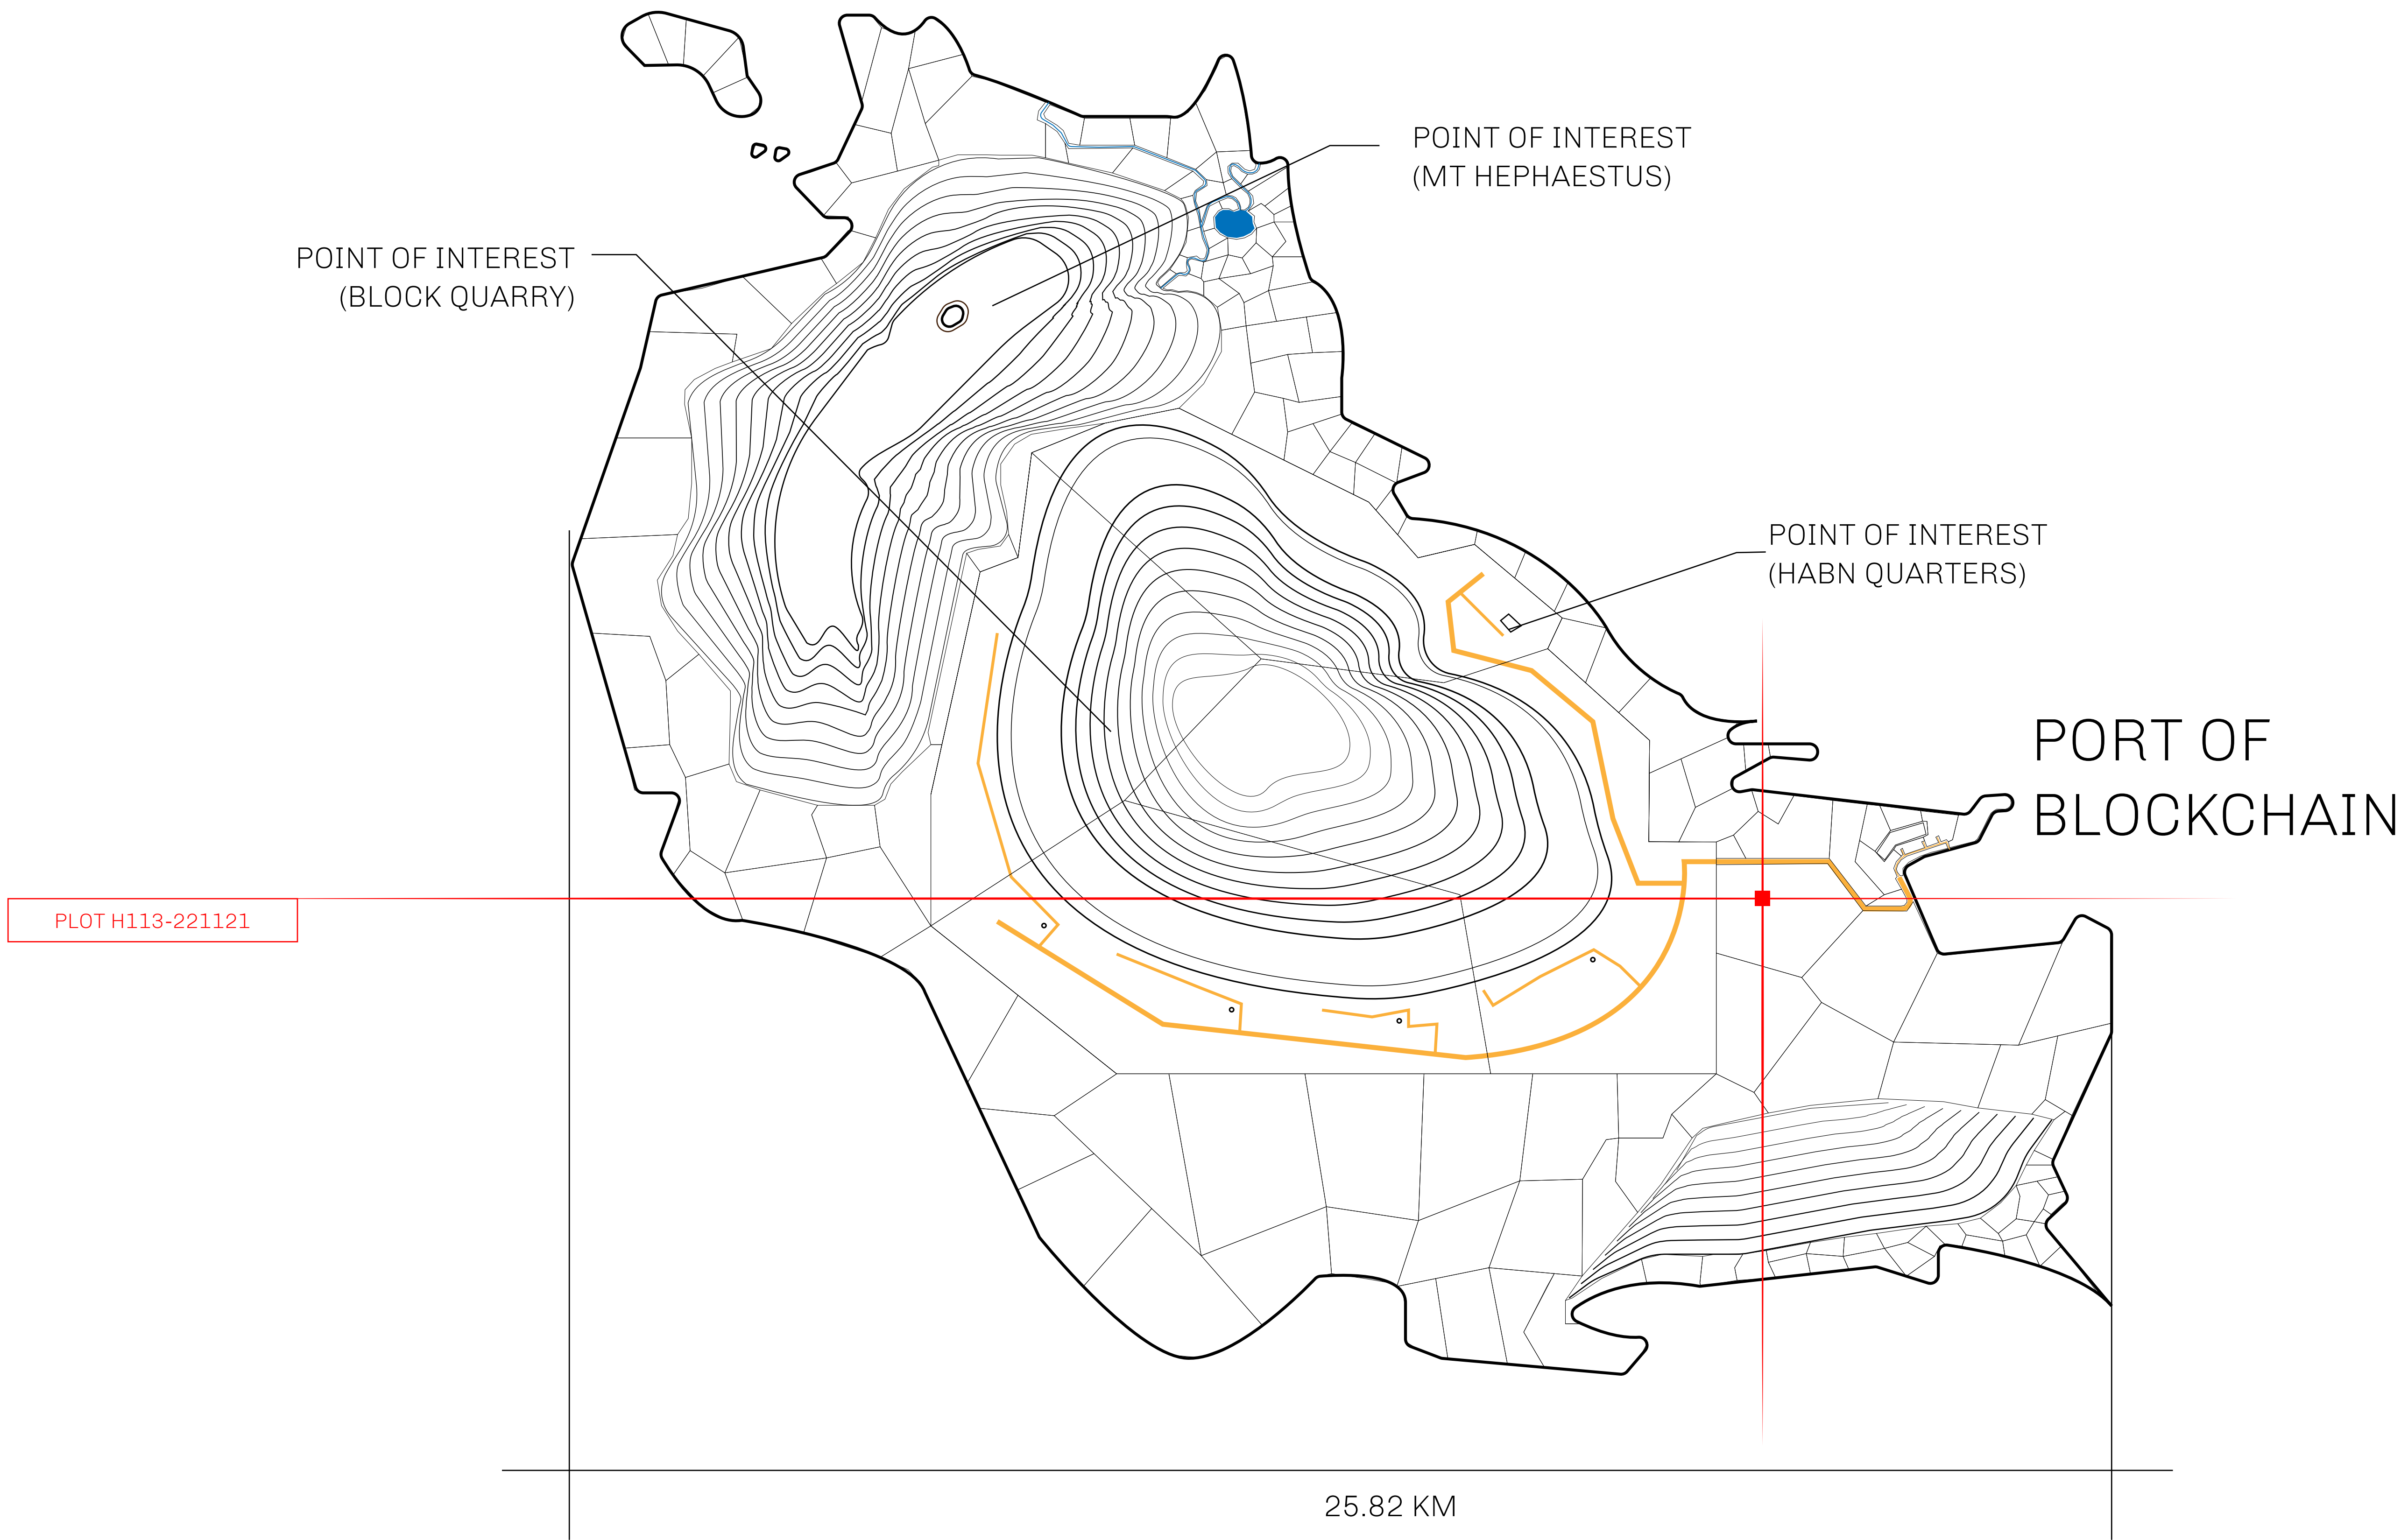 POINT OF INTEREST
(MT HEPHAESTUS)
POINT OF INTEREST
(BLOCK QUARRY)
POINT OF INTEREST
(HABN QUARTERS)
PORT OF
BLOCKCHAIN
PLOT H113-221121
25.82 KM